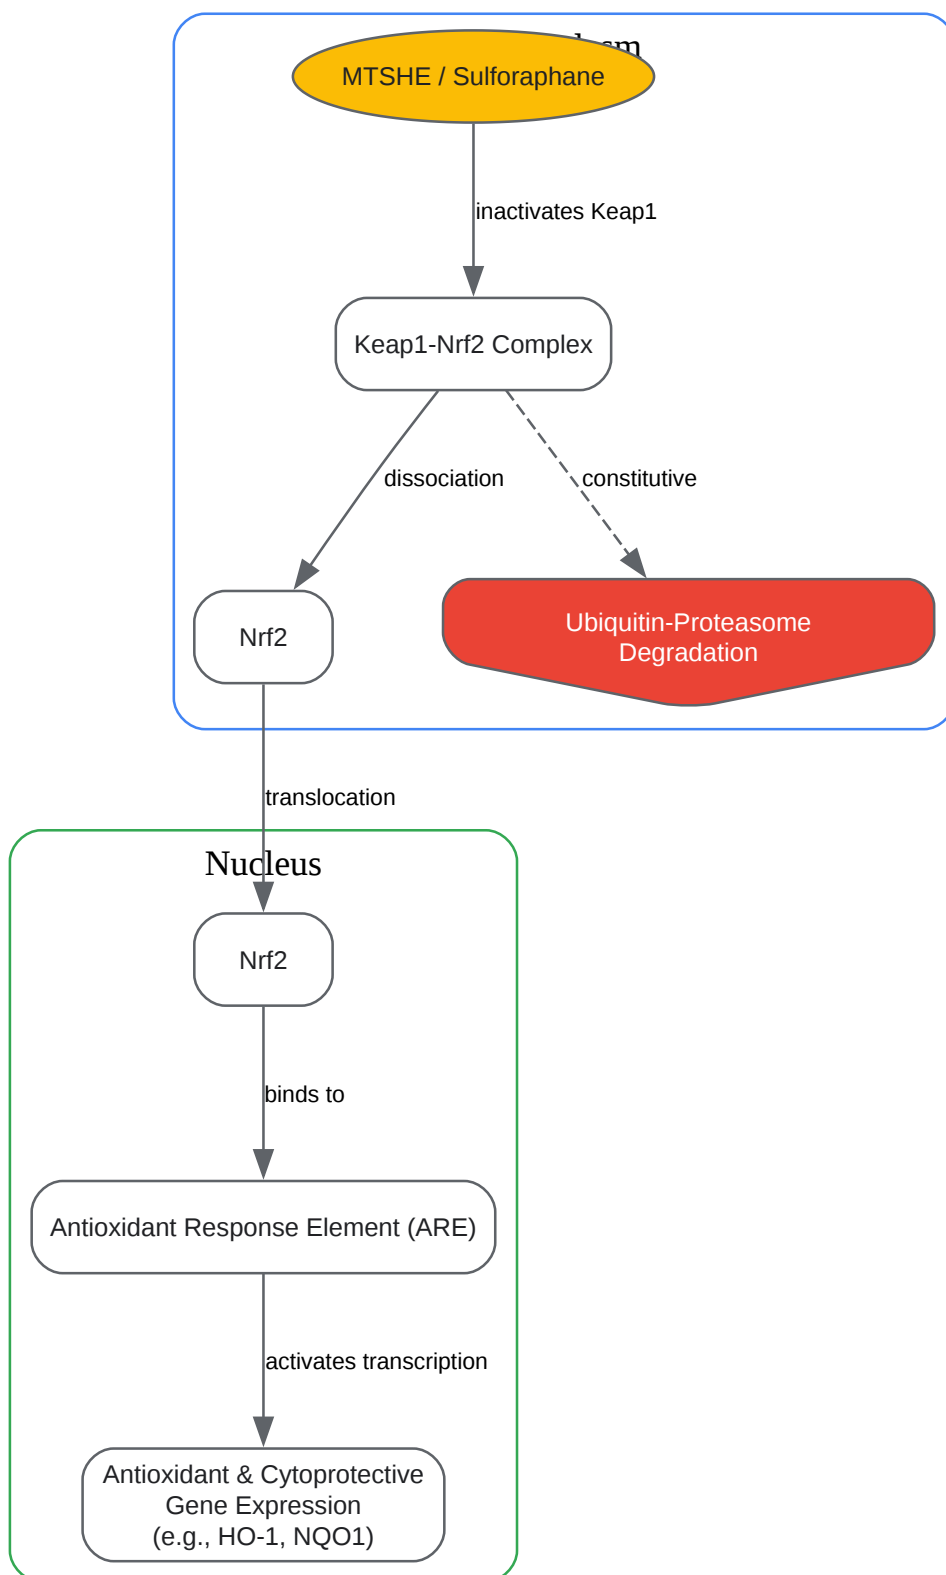 MTSHE / Sulforaphane
inactivates Keap1
Keap1-Nrf2 Complex
dissociation
constitutive
Nrf2
Ubiquitin-Proteasome
Degradation
translocation
Nucleus
Nrf2
binds to
Antioxidant Response Element (ARE)
activates transcription
Antioxidant & Cytoprotective
Gene Expression
(e.g., HO-1, NQO1)